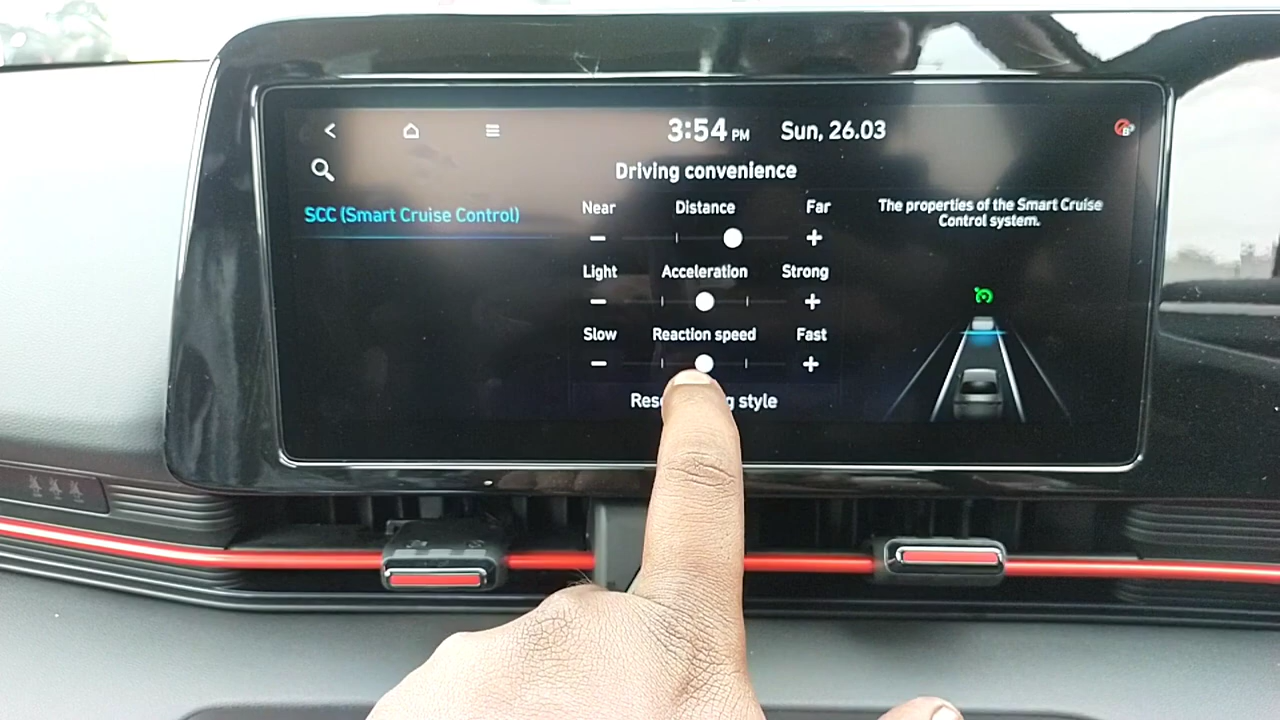 3:54 PM Sun, 26.03
Driving convenience
SCC (Smart Cruise Control)
Near Distance Far
Light Acceleration Strong
Slow Reaction speed Fast
style
The properties of the Smart Cruise
Control system.